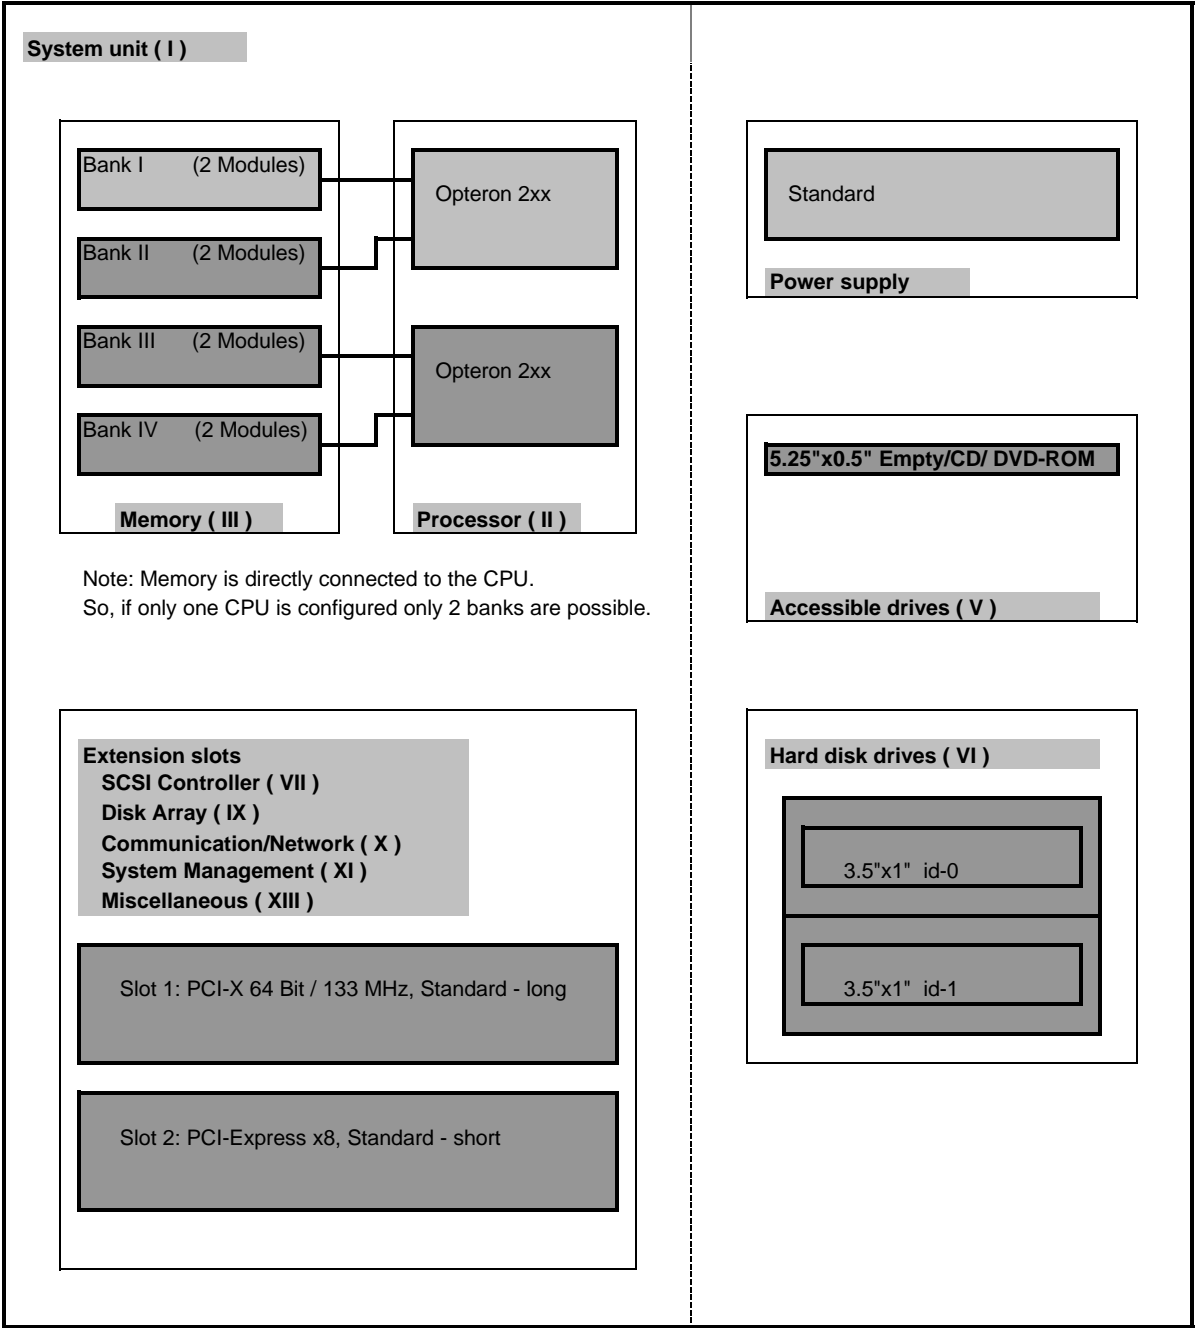 System unit ( I )
Bank I (2 Modules)
Bank II (2 Modules)
Bank III (2 Modules)
Bank IV (2 Modules)
Memory ( III )
Opteron 2xx
Opteron 2xx
Processor ( II )
Note: Memory is directly connected to the CPU.
So, if only one CPU is configured only 2 banks are possible.
Extension slots
SCSI Controller ( VII )
Disk Array ( IX )
Communication/Network ( X )
System Management ( XI )
Miscellaneous ( XIII )
Slot 1: PCI-X 64 Bit / 133 MHz, Standard - long
Slot 2: PCI-Express x8, Standard - short
Standard
Power supply
5.25"x0.5" Empty/CD/ DVD-ROM
Accessible drives ( V )
Hard disk drives ( VI )
3.5"x1" id-0
3.5"x1" id-1